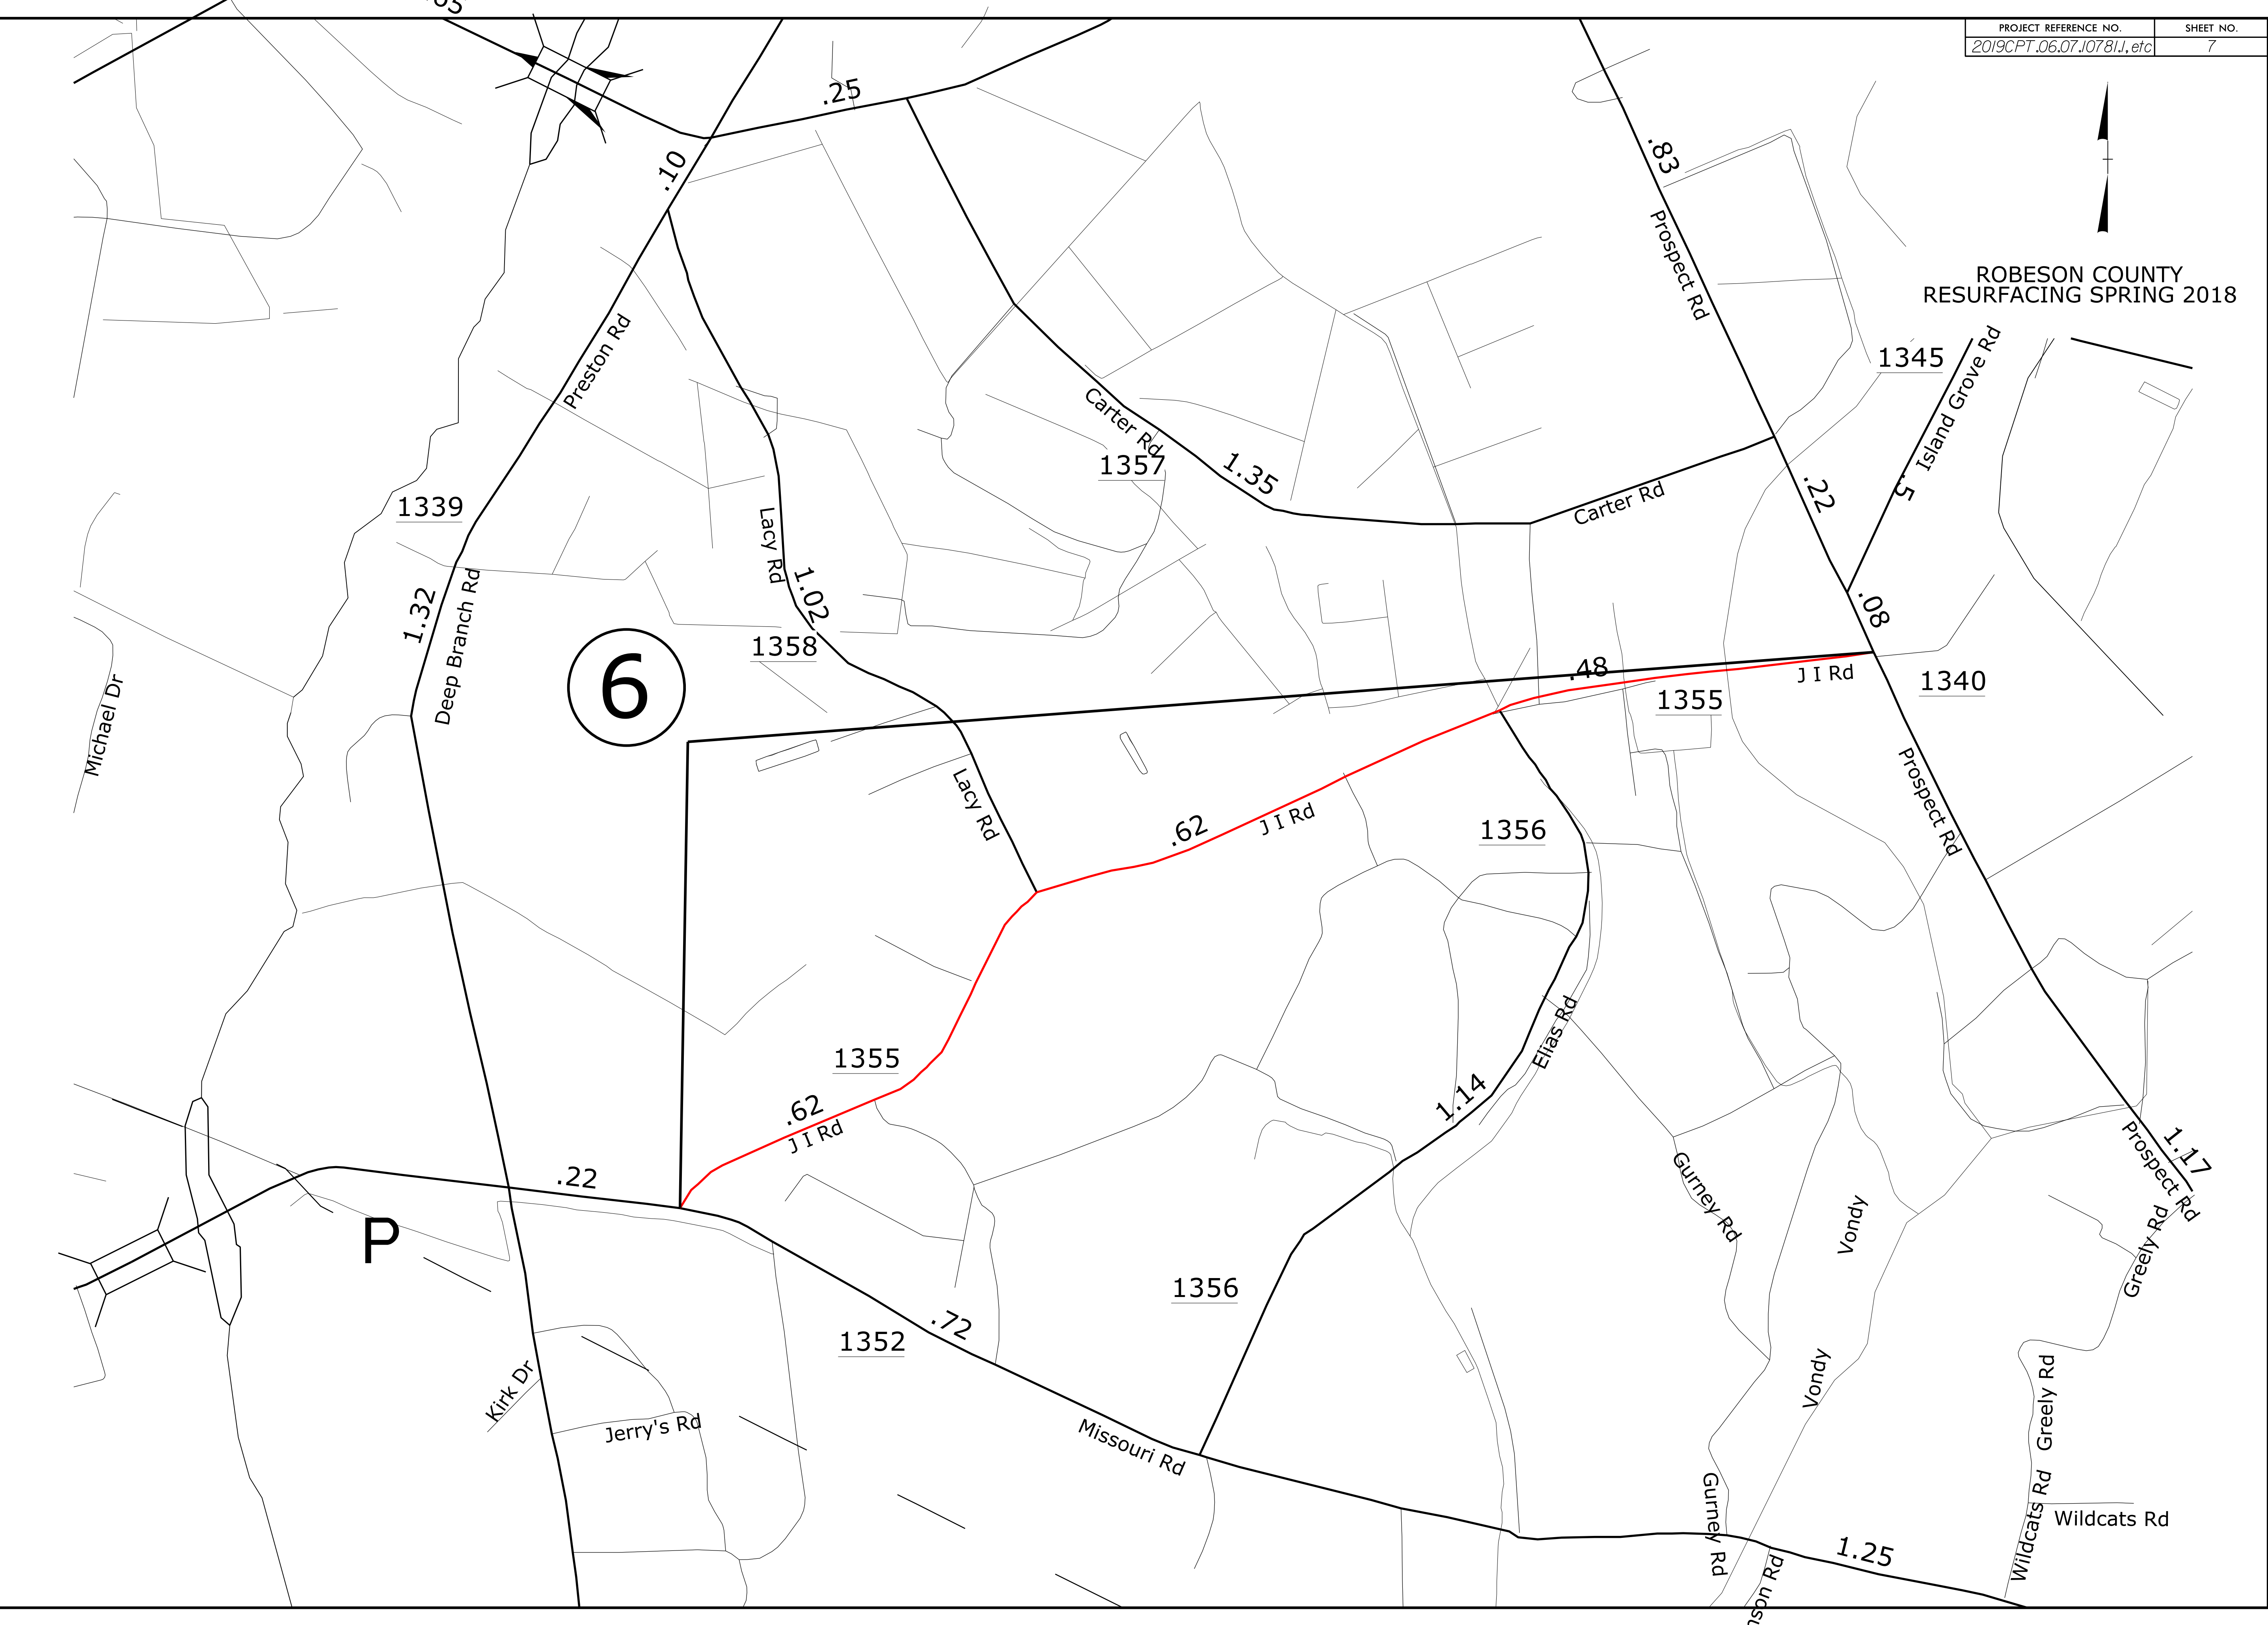 PROJECT REFERENCE NO.
SHEET NO.
2019CPT.06.07.10781.1, etc
7
ROBESON COUNTY
RESURFACING SPRING 2018
.25
.10
.83
Prospect Rd
1345
Island Grove Rd
.5
Preston Rd
Carter Rd
1357
1.35
Carter Rd
.22
1339
Lacy Rd
1.02
1.32
Deep Branch Rd
6
1358
.08
.48
J I Rd
1355
1340
Michael Dr
Prospect Rd
Lacy Rd
.62
J I Rd
1356
1355
Elias Rd
1.14
.62
J I Rd
.22
P
Gurney Rd
Vondy
1.17
Prospect Rd
Greely Rd
1356
1352
.72
Kirk Dr
Jerry's Rd
Missouri Rd
Vondy
Greely Rd
Gurney Rd
Wildcats Rd
Wildcats Rd
1.25